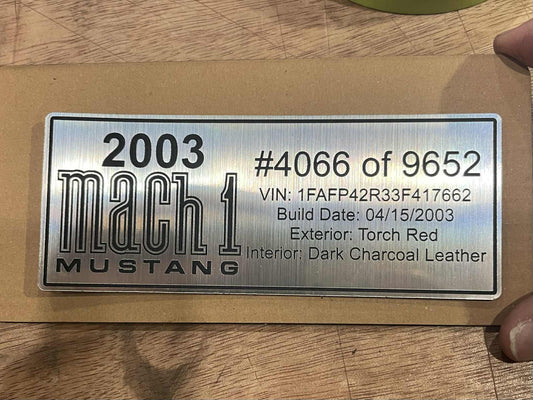 2003
mach 1
MUSTANG
#4066 of 9652
VIN: 1FAFP42R33F417662
Build Date: 04/15/2003
Exterior: Torch Red
Interior: Dark Charcoal Leather